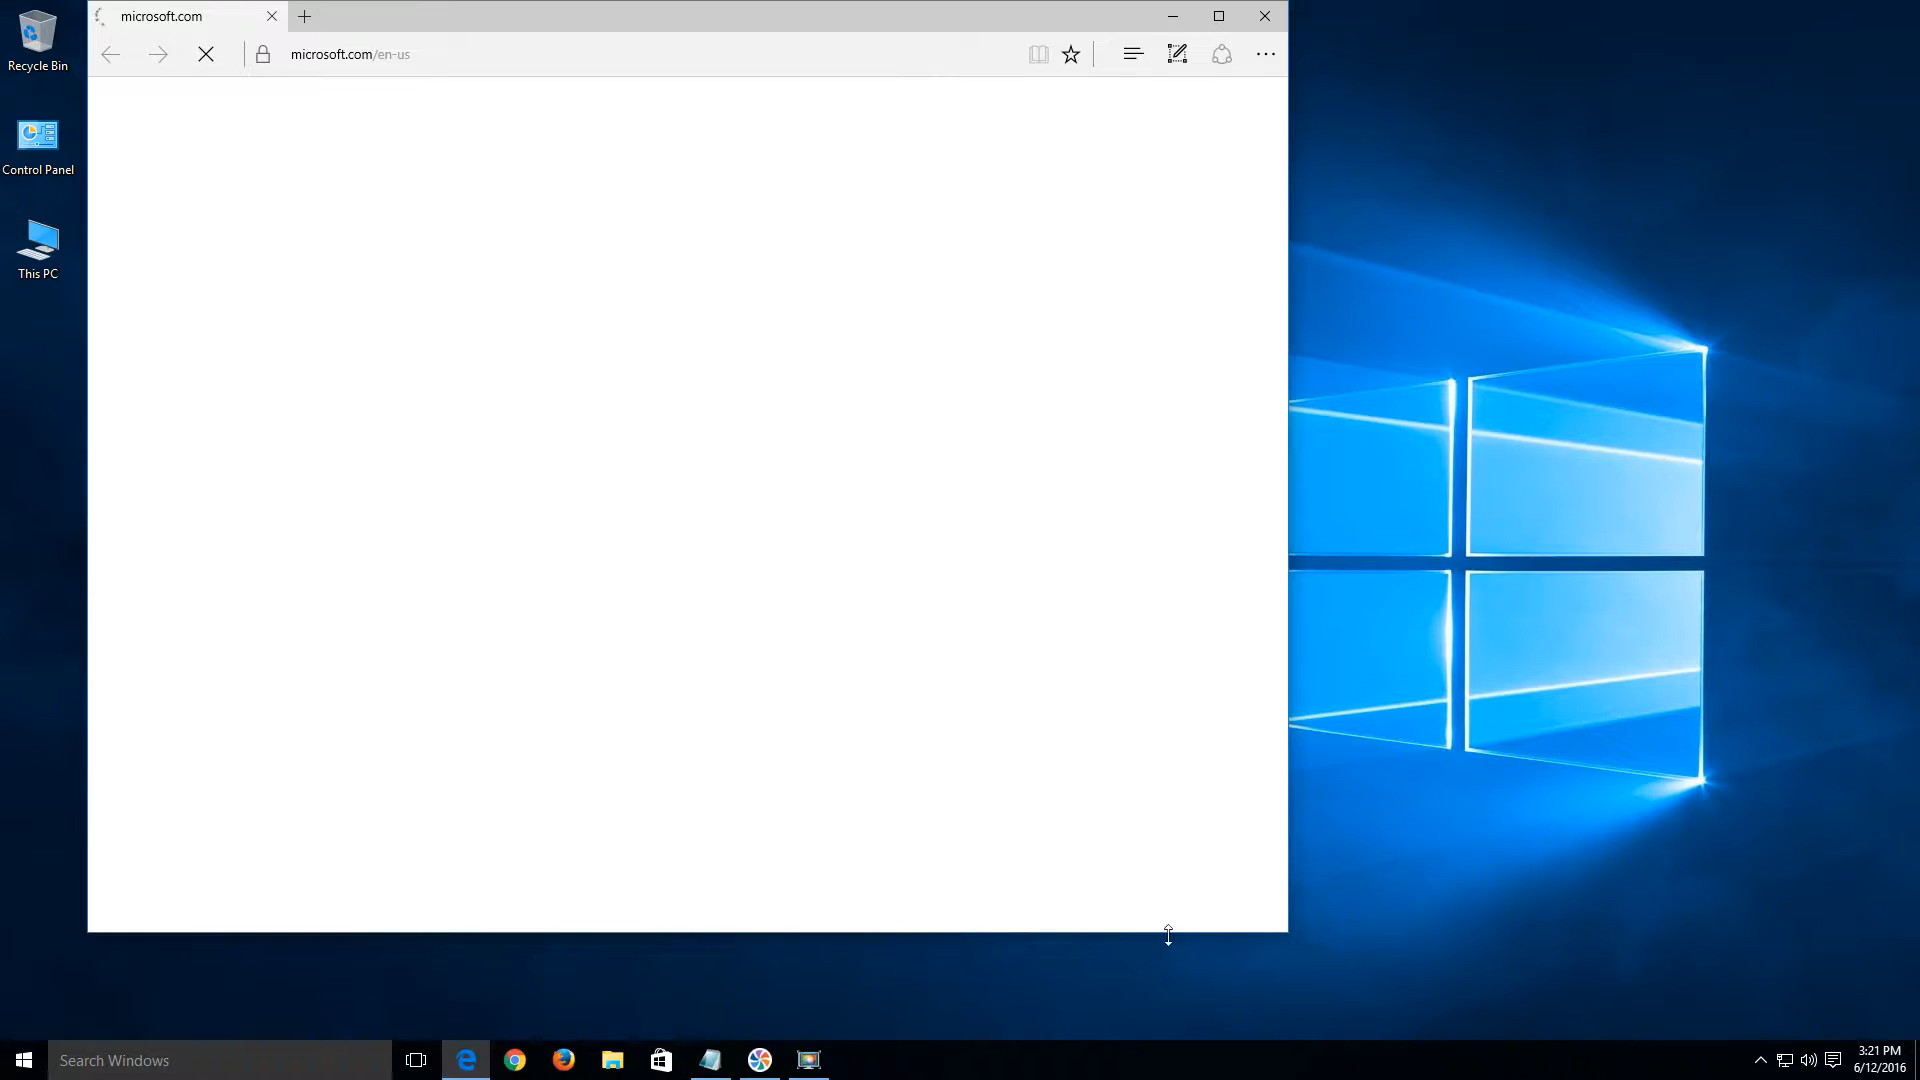 microsoft.com
Recycle Bin
microsoft.com/en-us
Control Panel
This PC
Search Windows
3:21 PM
6/12/2016